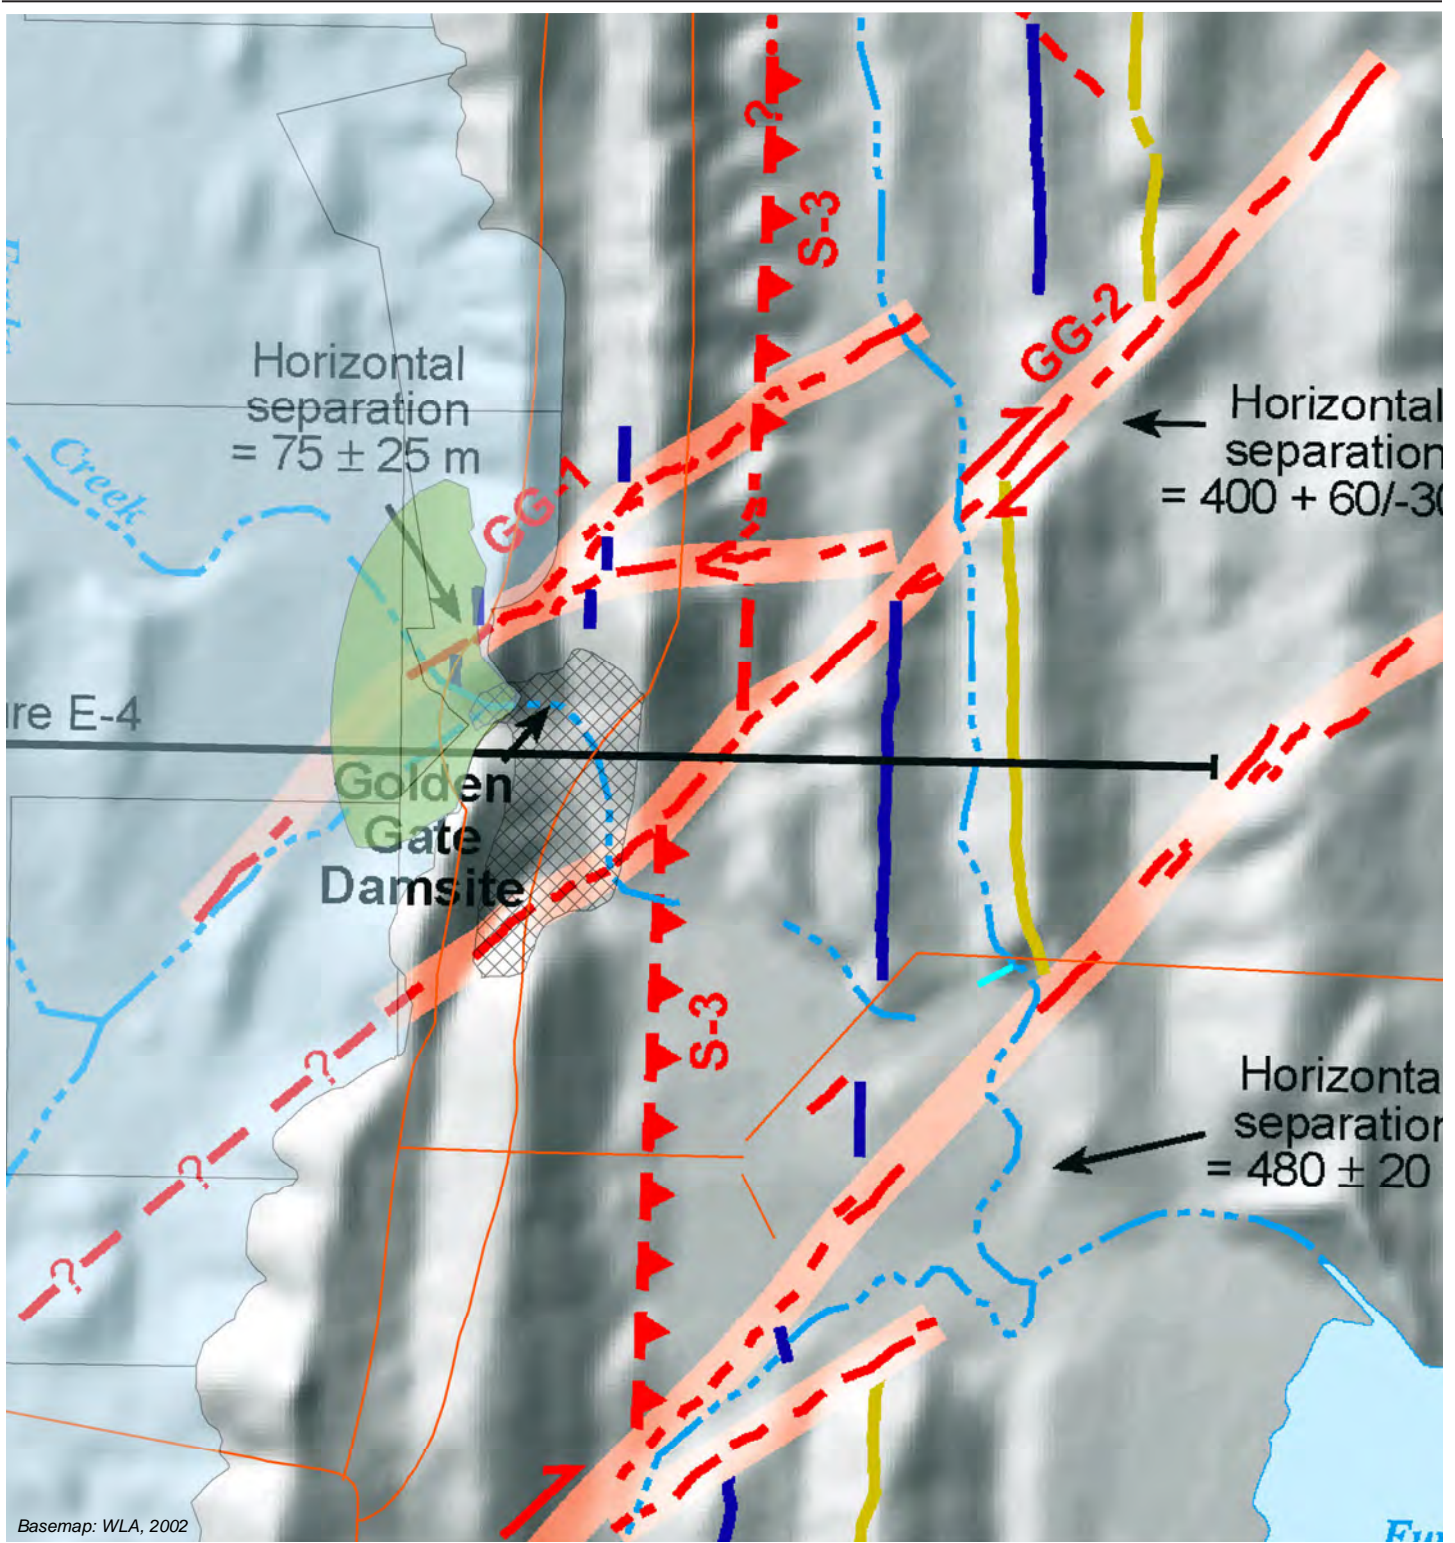 ?
S-3
GG-2
Horizontal
separation
= 75 ± 25 m
Horizontal
separation
= 400 + 60/-30
Creek
GG-1
ure E-4
Golden
Gate
Damsite
S-3
?
Horizonta
separation
= 480 ± 20
?
?
Basemap: WLA, 2002